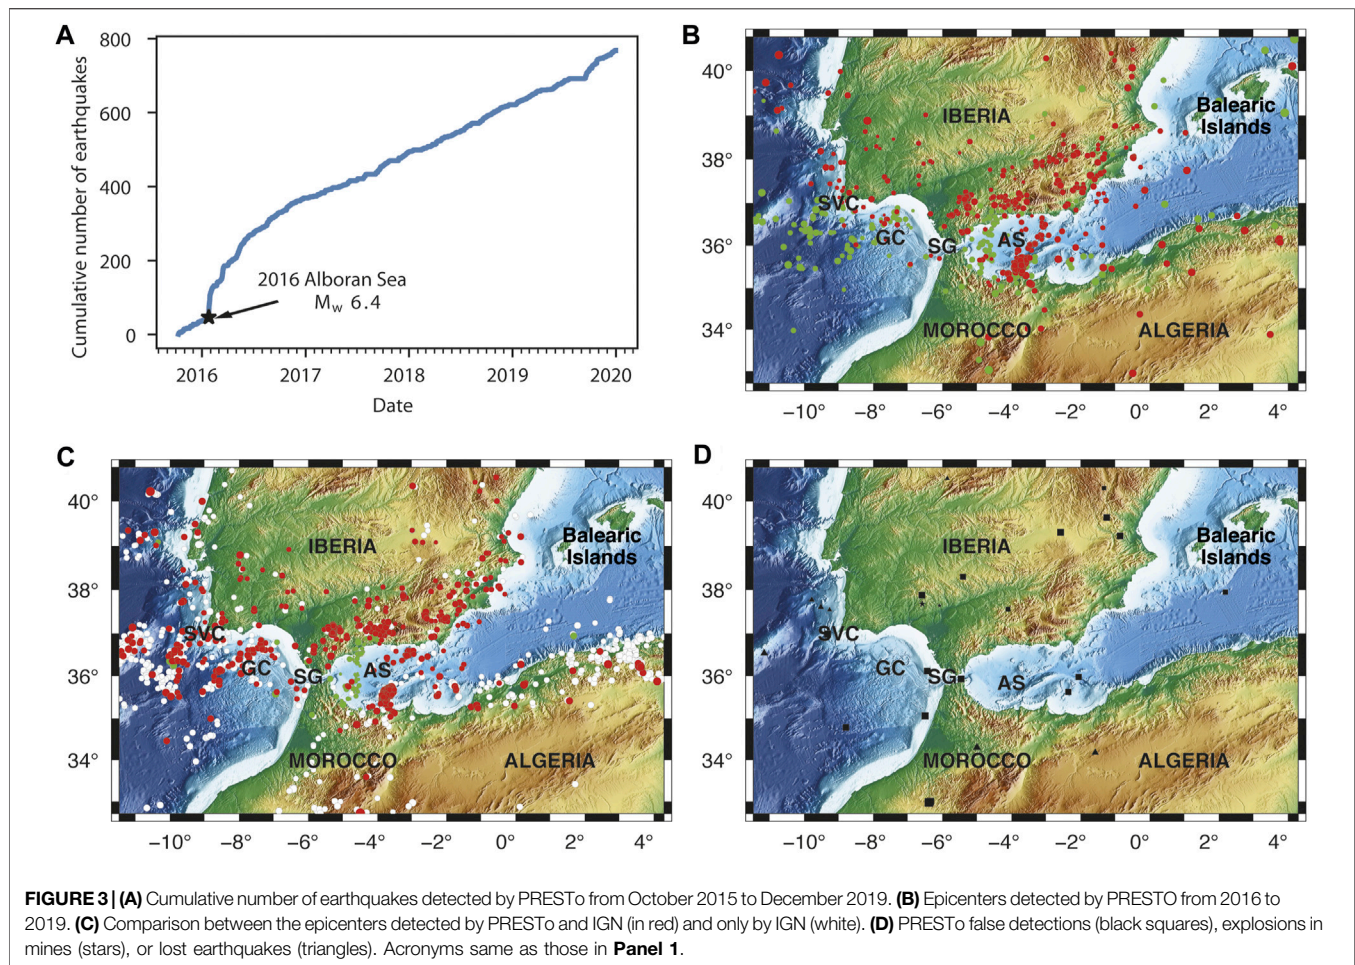 A
800
600
400
200
0
Cumulative number of earthquakes
2016 Alboran Sea
Mw 6.4
2016 2017 2018 2019 2020
Date
B
40°
38°
36°
34°
IBERIA
Balearic
Islands
SVC
GC
SG
AS
MOROCCO
ALGERIA
−10° −8° −6° −4° −2° 0° 2° 4°
C
40°
38°
36°
34°
IBERIA
Balearic
Islands
SVC
GC
SG
AS
MOROCCO
ALGERIA
−10° −8° −6° −4° −2° 0° 2° 4°
D
40°
38°
36°
34°
IBERIA
Balearic
Islands
SVC
GC
SG
AS
MOROCCO
ALGERIA
−10° −8° −6° −4° −2° 0° 2° 4°
FIGURE 3 | (A) Cumulative number of earthquakes detected by PRESTo from October 2015 to December 2019. (B) Epicenters detected by PRESTO from 2016 to
2019. (C) Comparison between the epicenters detected by PRESTo and IGN (in red) and only by IGN (white). (D) PRESTo false detections (black squares), explosions in
mines (stars), or lost earthquakes (triangles). Acronyms same as those in Panel 1.